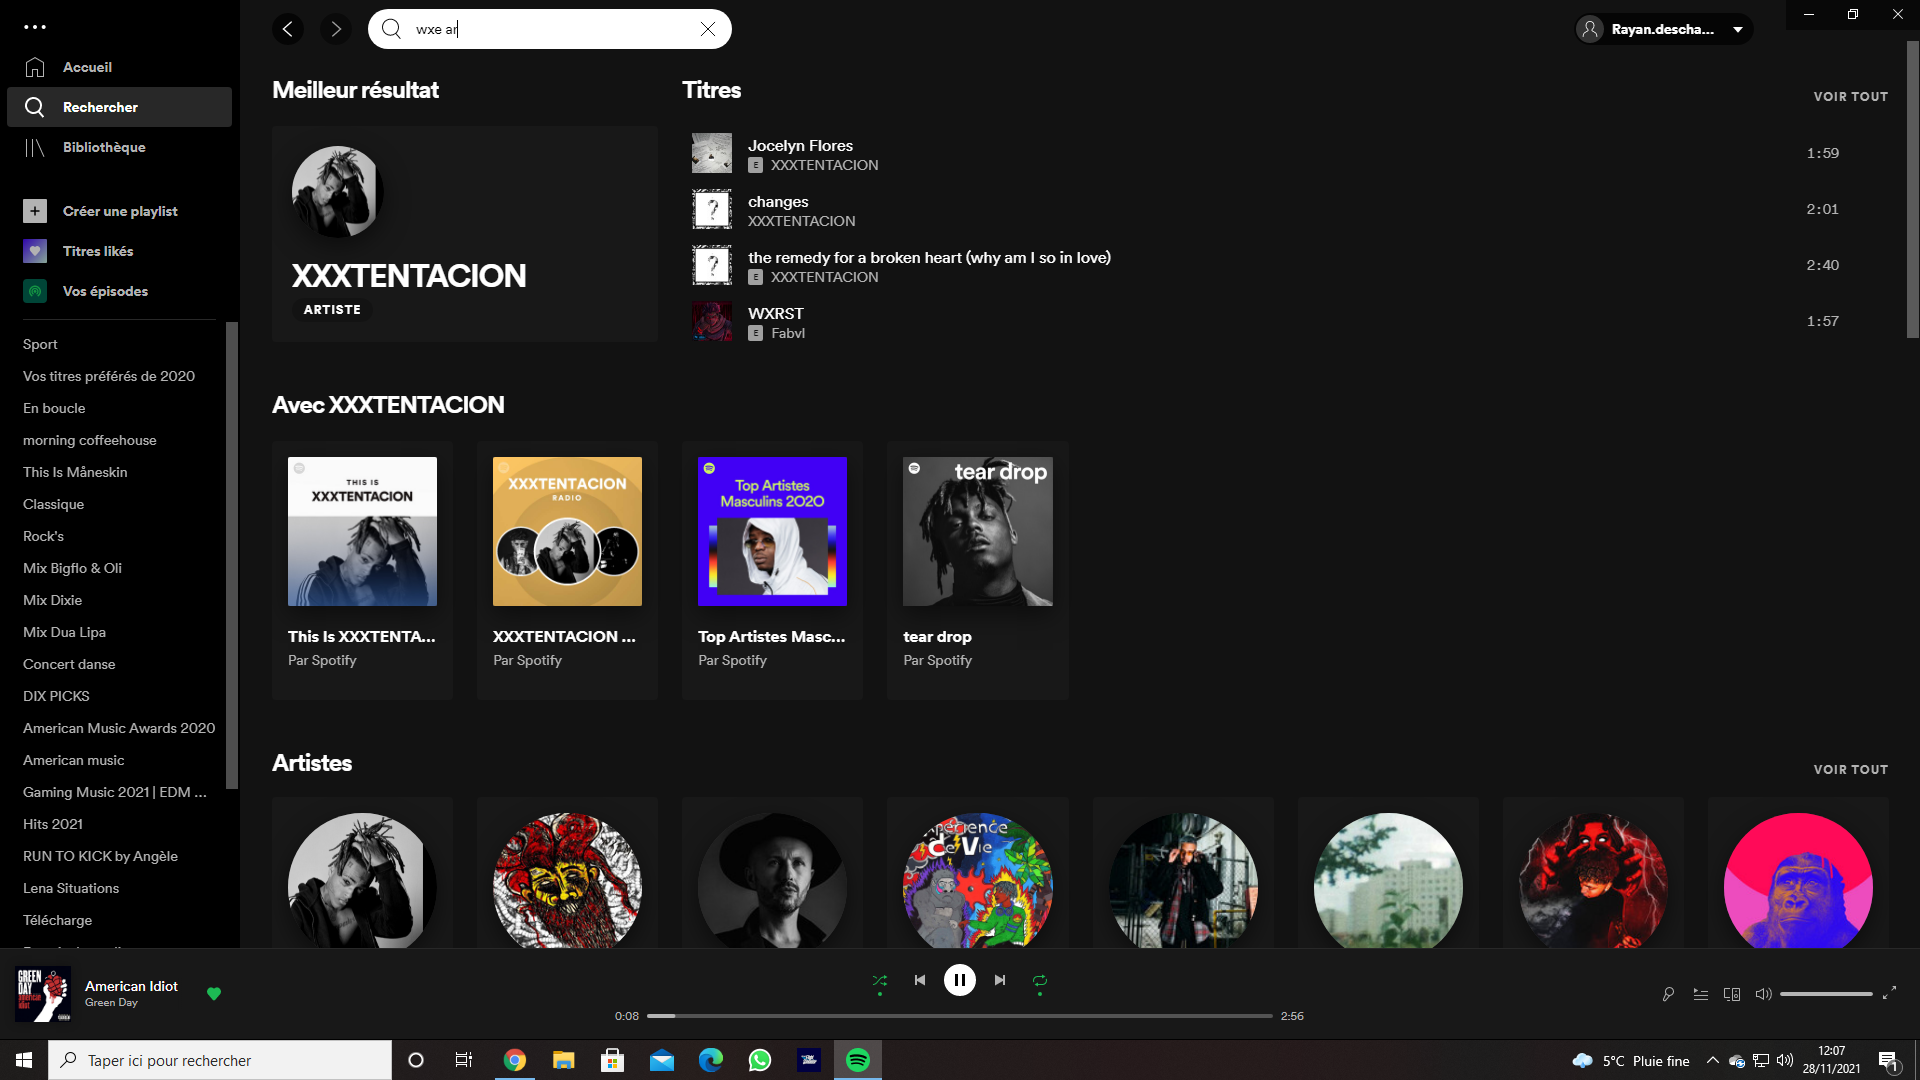 wxe ar
Rayan.descha...
Accueil
Rechercher
Bibliothèque
Créer une playlist
Titres likés
Vos épisodes
Sport
Vos titres préférés de 2020
En boucle
morning coffeehouse
This Is Måneskin
Classique
Rock's
Mix Bigflo & Oli
Mix Dixie
Mix Dua Lipa
Concert danse
DIX PICKS
American Music Awards 2020
American music
Gaming Music 2021 | EDM ...
Hits 2021
RUN TO KICK by Angèle
Lena Situations
Télécharge
Meilleur résultat
XXXTENTACION
ARTISTE
Titres
VOIR TOUT
Jocelyn Flores
E XXXTENTACION
1:59
changes
XXXTENTACION
2:01
the remedy for a broken heart (why am I so in love)
E XXXTENTACION
2:40
WXRST
E Fabvl
1:57
Avec XXXTENTACION
THIS IS
XXXTENTACION
This Is XXXTENTA...
Par Spotify
XXXTENTACION
RADIO
XXXTENTACION ...
Par Spotify
Top Artistes
Masculins 2020
Top Artistes Masc...
Par Spotify
tear drop
tear drop
Par Spotify
Artistes
VOIR TOUT
GREEN
DAY
american
idiot
American Idiot
Green Day
0:08
2:56
Taper ici pour rechercher
5°C Pluie fine
12:07
28/11/2021
1